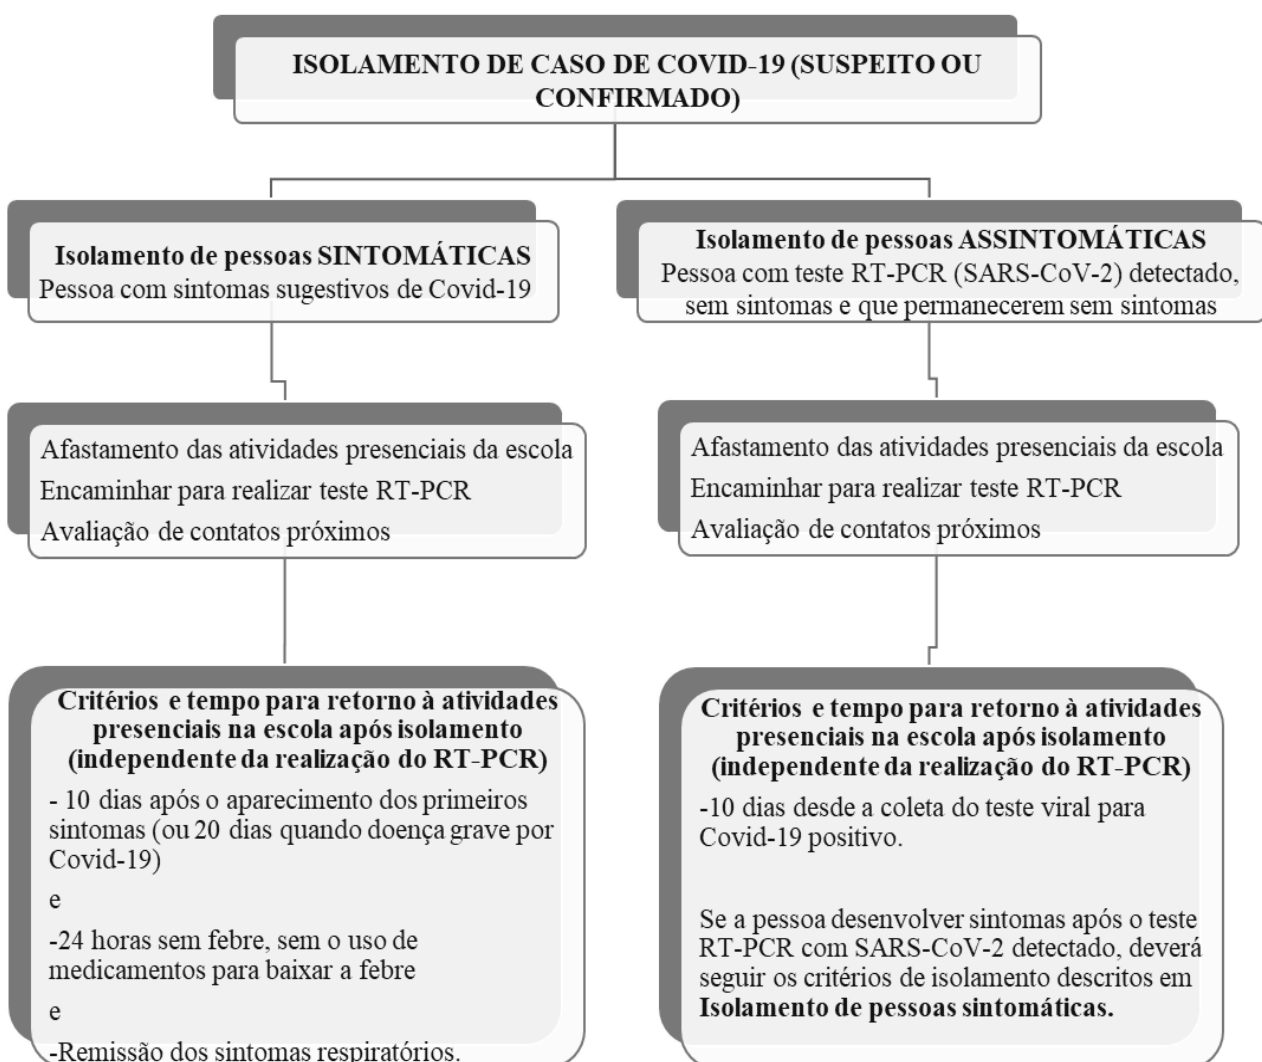 ISOLAMENTO DE CASO DE COVID-19 (SUSPEITO OU
CONFIRMADO)
Isolamento de pessoas SINTOMÁTICAS
Pessoa com sintomas sugestivos de Covid-19
Afastamento das atividades presenciais da escola
Encaminhar para realizar teste RT-PCR
Avaliação de contatos próximos
Critérios e tempo para retorno à atividades
presenciais na escola após isolamento
(independente da realização do RT-PCR)
- 10 dias após o aparecimento dos primeiros
sintomas (ou 20 dias quando doença grave por
Covid-19)
e
-24 horas sem febre, sem o uso de
medicamentos para baixar a febre
e
-Remissão dos sintomas respiratórios.
Isolamento de pessoas ASSINTOMÁTICAS
Pessoa com teste RT-PCR (SARS-CoV-2) detectado,
sem sintomas e que permanecerem sem sintomas
Afastamento das atividades presenciais da escola
Encaminhar para realizar teste RT-PCR
Avaliação de contatos próximos
Critérios e tempo para retorno à atividades
presenciais na escola após isolamento
(independente da realização do RT-PCR)
-10 dias desde a coleta do teste viral para
Covid-19 positivo.
Se a pessoa desenvolver sintomas após o teste
RT-PCR com SARS-CoV-2 detectado, deverá
seguir os critérios de isolamento descritos em
Isolamento de pessoas sintomáticas.